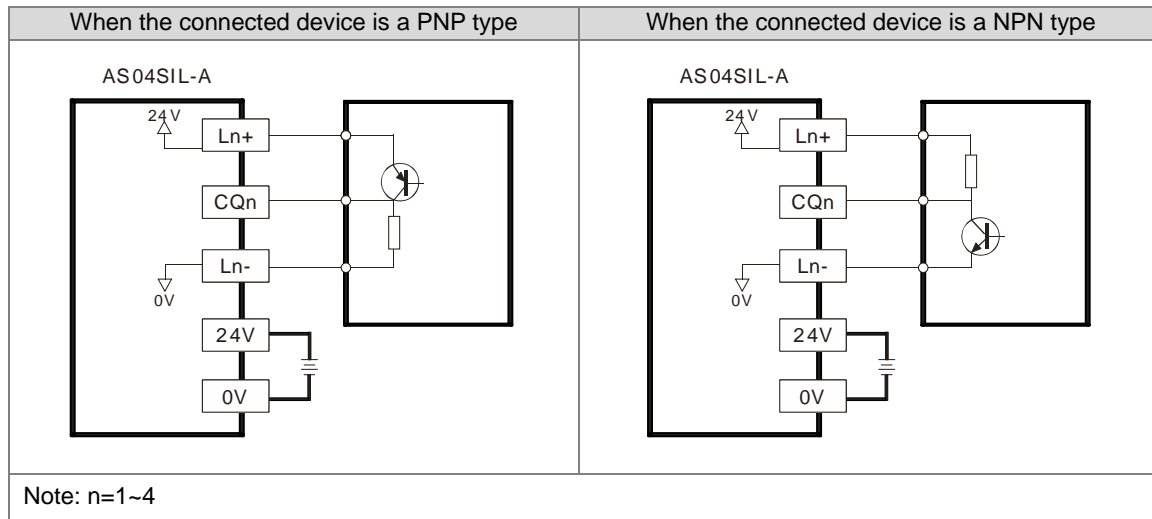 When the connected device is a PNP type
When the connected device is a NPN type
AS04SIL-A
24V
Ln+
CQn
Ln-
0V
24V
0V
AS04SIL-A
24V
Ln+
CQn
Ln-
0V
24V
0V
Note: n=1~4